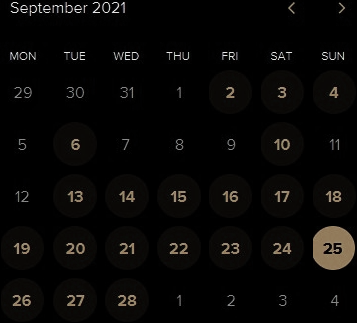 September 2021
MON TUE WED THU FRI SAT SUN
29 30 31 1 2 3 4
5 6 7 8 9 10 11
12 13 14 15 16 17 18
19 20 21 22 23 24 25
26 27 28 1 2 3 4